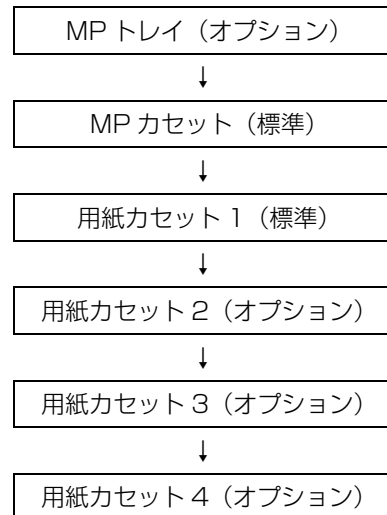 MP トレイ（オプション）
↓
MP カセット（標準）
↓
用紙カセット 1（標準）
↓
用紙カセット 2（オプション）
↓
用紙カセット 3（オプション）
↓
用紙カセット 4（オプション）